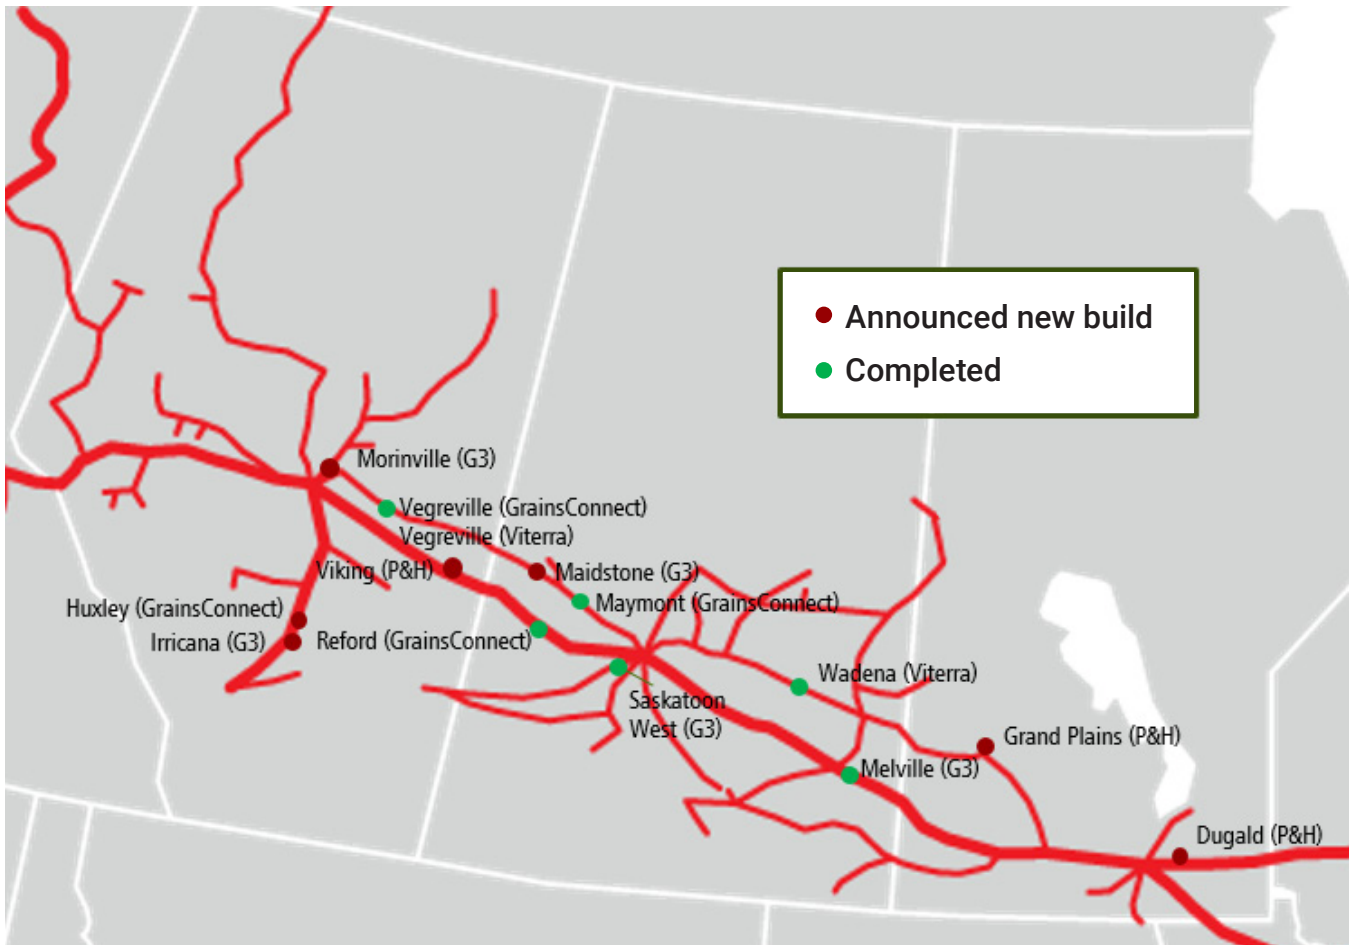 Announced new build
Completed
Morinville (G3)
Vegreville (GrainsConnect)
Vegreville (Viterra)
Viking (P&H)
Maidstone (G3)
Maymont (GrainsConnect)
Huxley (GrainsConnect)
Irricana (G3)
Reford (GrainsConnect)
Wadena (Viterra)
Saskatoon
West (G3)
Grand Plains (P&H)
Melville (G3)
Dugald (P&H)